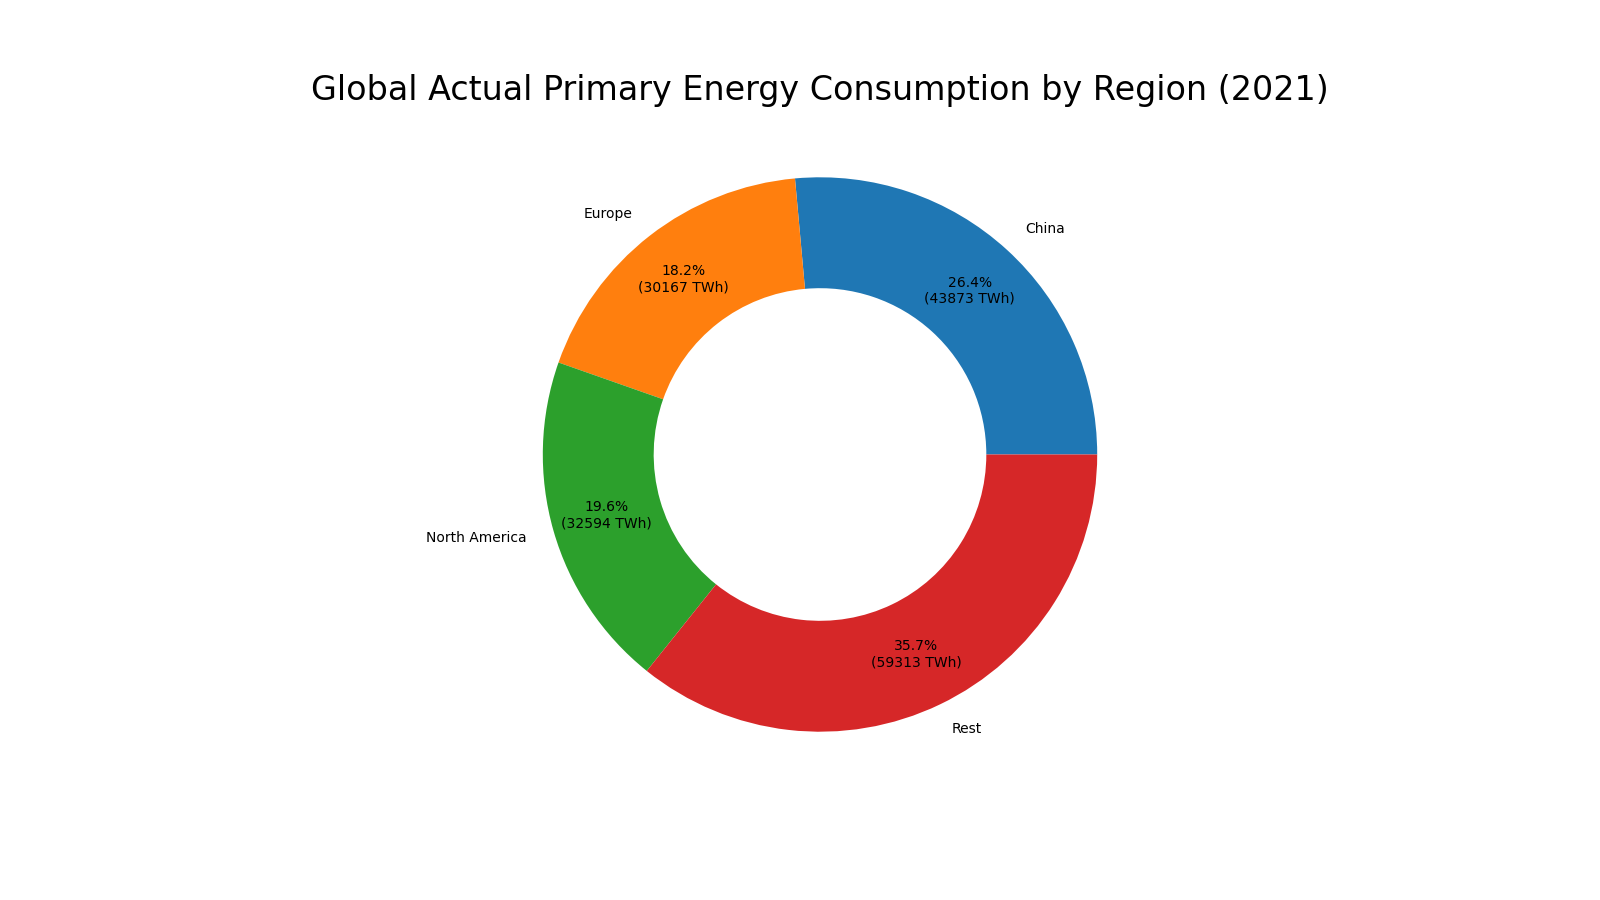 Global Actual Primary Energy Consumption by Region (2021)
Europe
China
18.2%
(30167 TWh)
26.4%
(43873 TWh)
19.6%
(32594 TWh)
North America
35.7%
(59313 TWh)
Rest